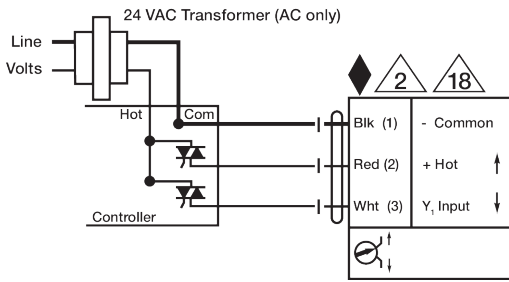 24 VAC Transformer (AC only)
Line
Volts
2
18
Hot
Com
Blk (1)
- Common
Red (2)
+ Hot
Wht (3)
Y₁ Input
Controller